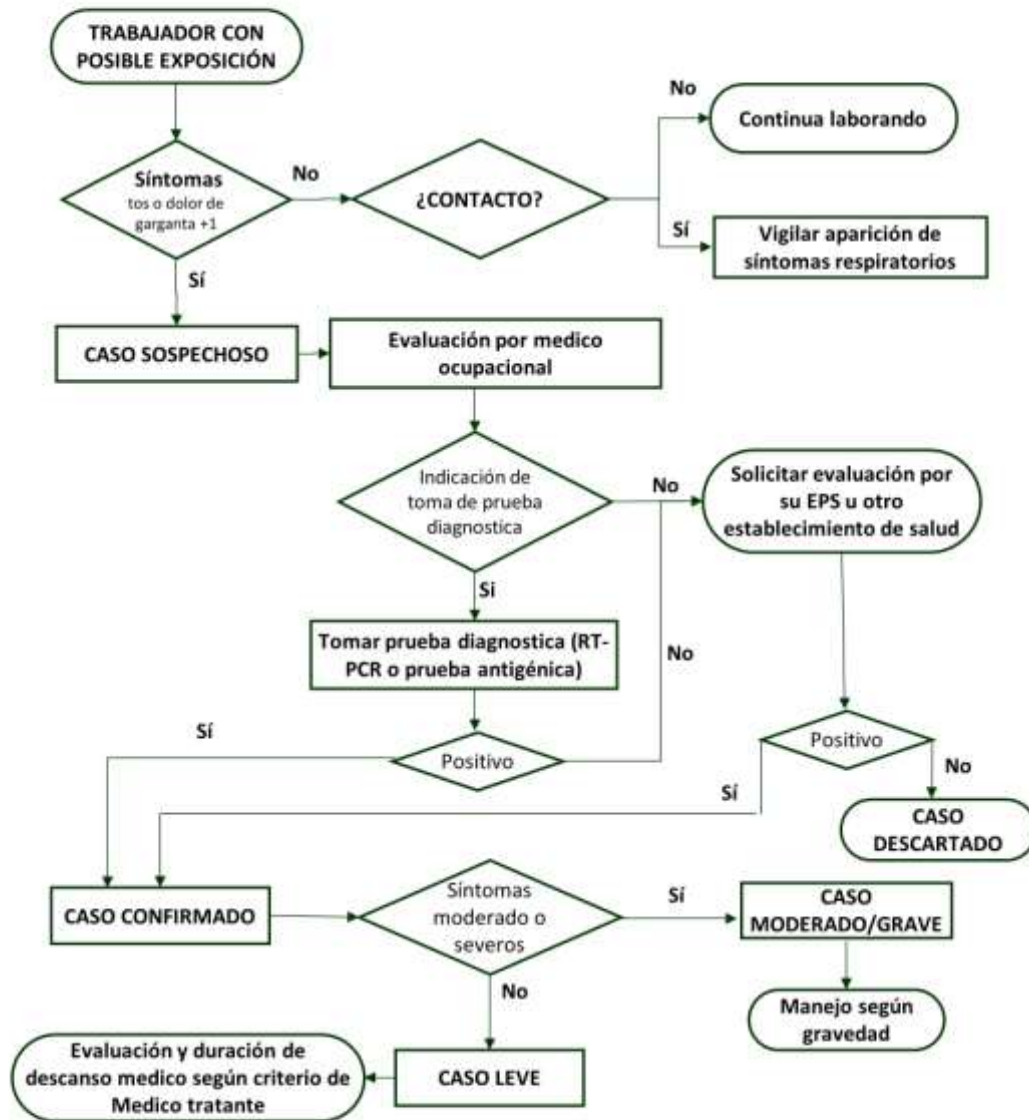 TRABAJADOR CON
POSIBLE EXPOSICIÓN
No
Continua laborando
Síntomas
tos o dolor de
garganta +1
No
¿CONTACTO?
Sí
Vigilar aparición de
síntomas respiratorios
Sí
CASO SOSPECHOSO
Evaluación por medico
ocupacional
Indicación de
toma de prueba
diagnostica
No
Solicitar evaluación por
su EPS u otro
establecimiento de salud
Si
Tomar prueba diagnostica (RT-
PCR o prueba antigénica)
No
Sí
Positivo
Positivo
No
Sí
CASO
DESCARTADO
CASO CONFIRMADO
Síntomas
moderado o
severos
Sí
CASO
MODERADO/GRAVE
No
Manejo según
gravedad
Evaluación y duración de
descanso medico según criterio de
Medico tratante
CASO LEVE